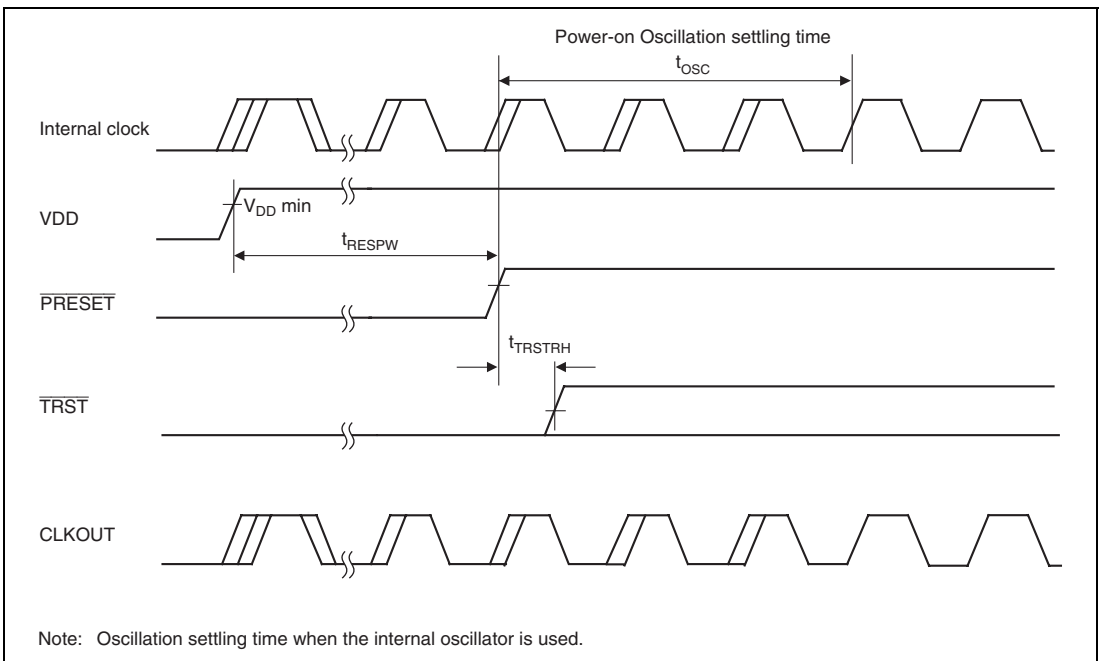 Power-on Oscillation settling time
tOSC
Internal clock
VDD
VDD min
tRESPW
PRESET
tTRSTRH
TRST
CLKOUT
Note: Oscillation settling time when the internal oscillator is used.